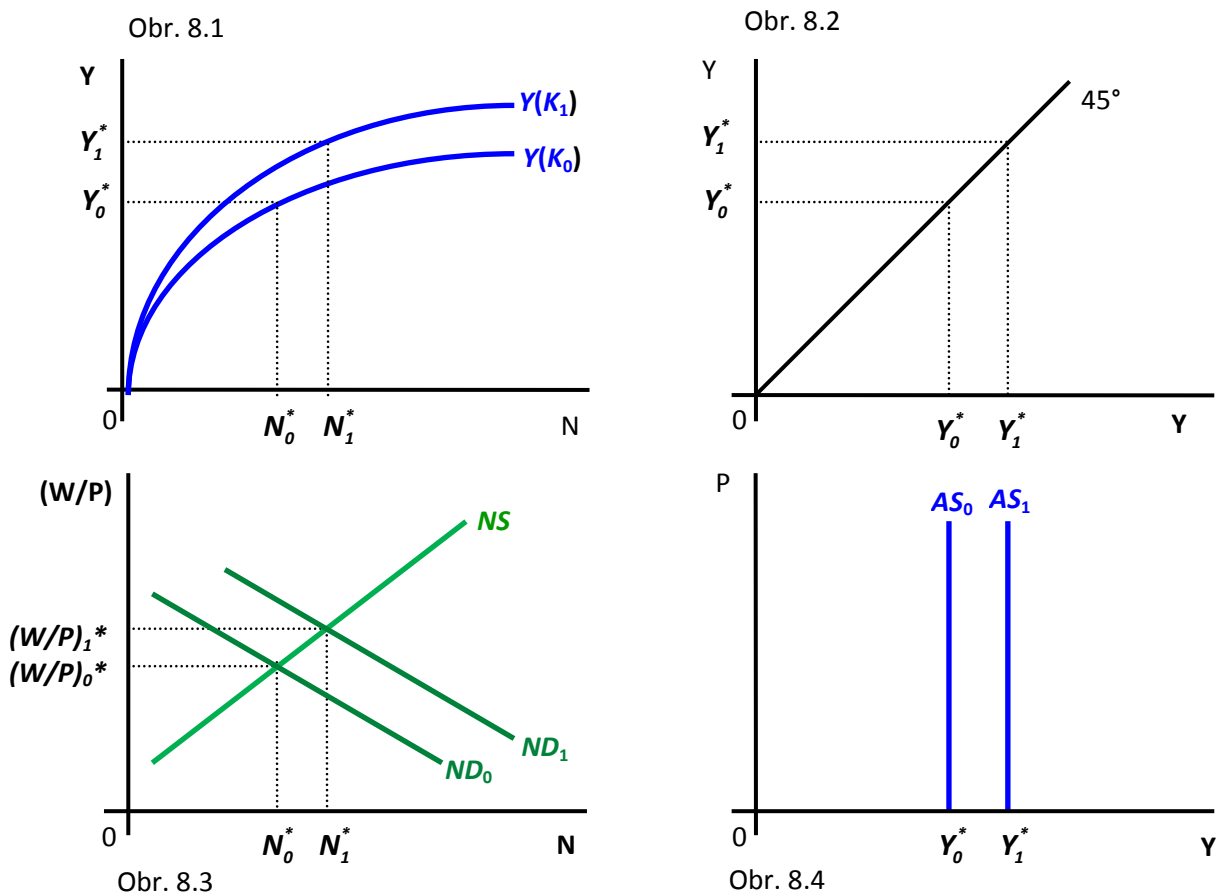 Obr. 8.1
Y
Y(K₁)
Y₁*
Y(K₀)
Y₀*
0
N₀*
N₁*
N
Obr. 8.2
Y
45°
Y₁*
Y₀*
0
Y₀*
Y₁*
Y
(W/P)
NS
(W/P)₁*
(W/P)₀*
ND₁
ND₀
0
N₀*
N₁*
N
Obr. 8.3
P
AS₀
AS₁
0
Y₀*
Y₁*
Y
Obr. 8.4